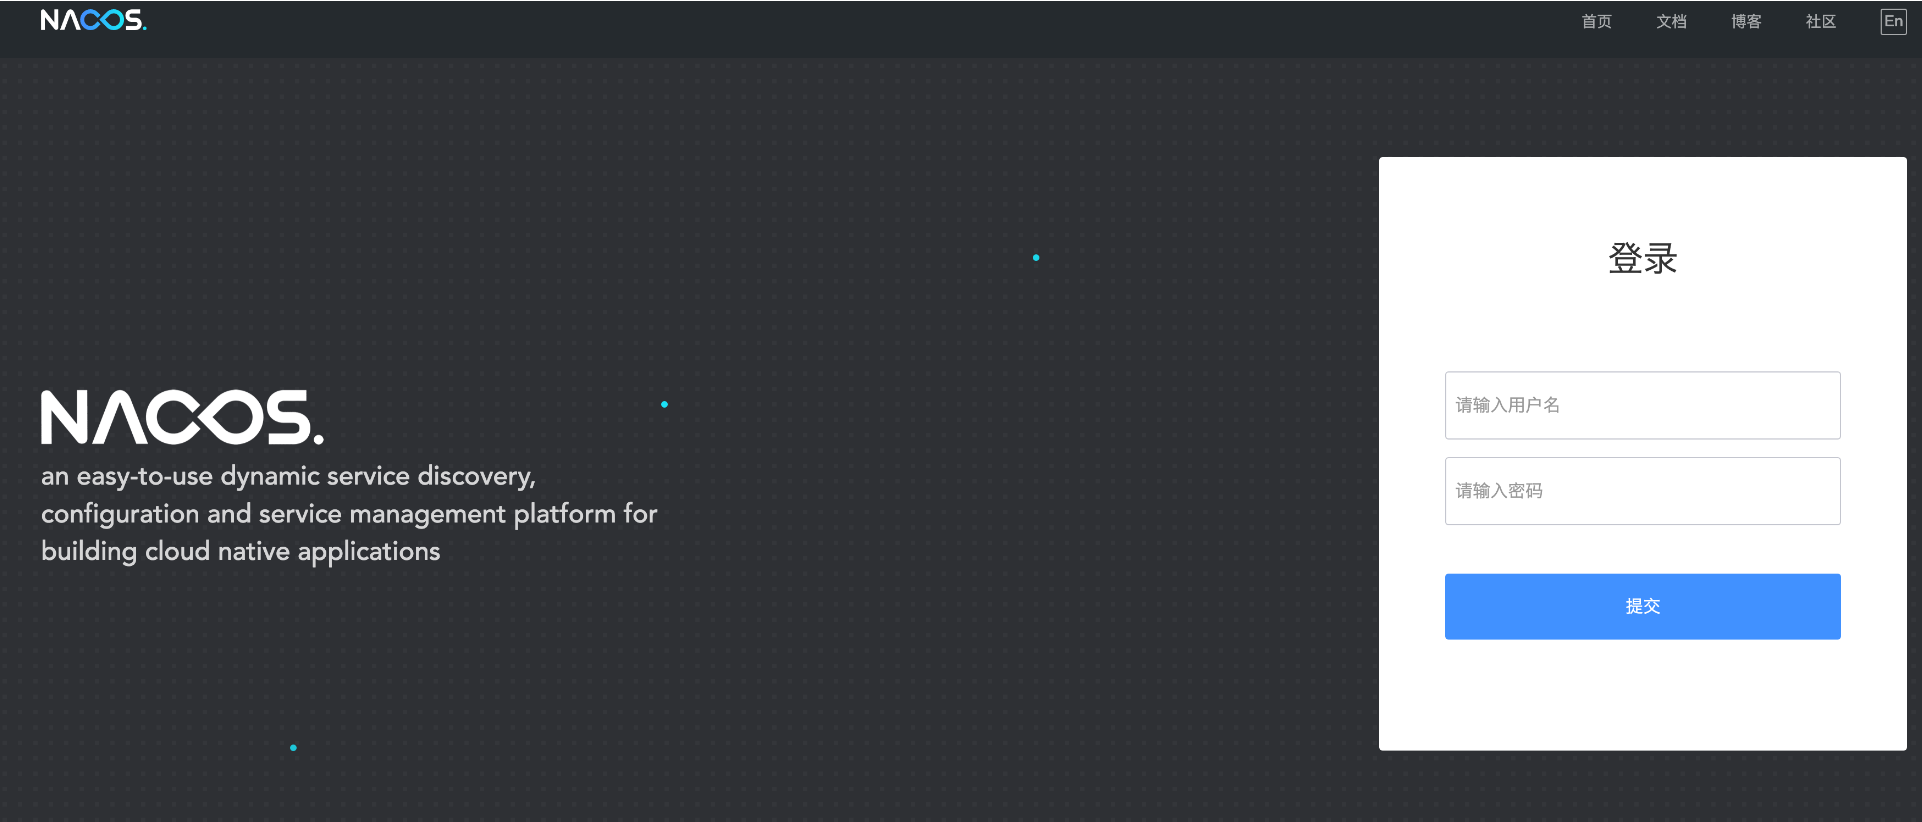 NACOS.
首页
文档
博客
社区
En
登录
请输入用户名
请输入密码
提交
NACOS.
an easy-to-use dynamic service discovery,
configuration and service management platform for
building cloud native applications